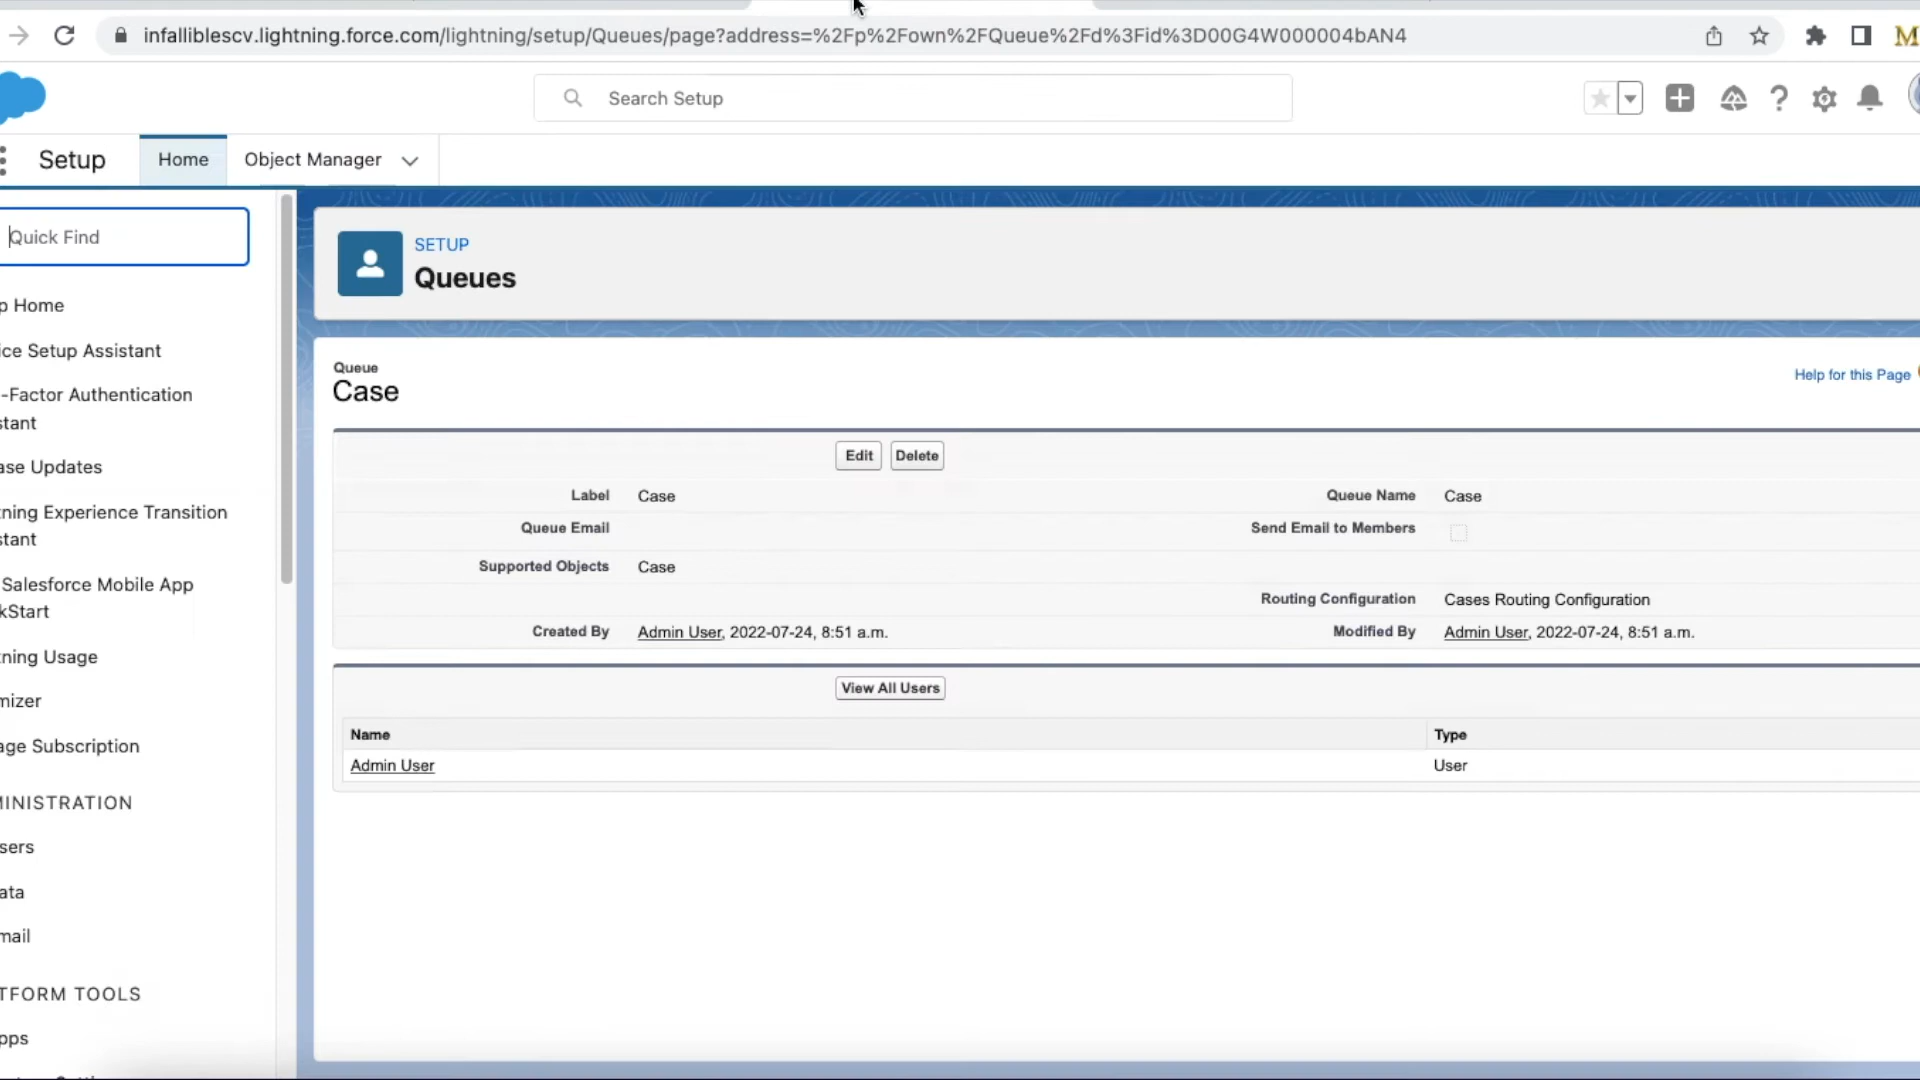 infalliblescv.lightning.force.com/lightning/setup/Queues/page?address=%2Fp%2Fown%2FQueue%2Fd%3Fid%3D00G4W000004bAN4
M
Search Setup
Setup
Home
Object Manager
Quick Find
p Home
ice Setup Assistant
-Factor Authentication
stant
ase Updates
tning Experience Transition
stant
Salesforce Mobile App
kStart
tning Usage
mizer
age Subscription
MINISTRATION
sers
ata
mail
TFORM TOOLS
pps
SETUP
Queues
Queue
Case
Help for this Page
Edit
Delete
Label
Case
Queue Name
Case
Queue Email
Send Email to Members
Supported Objects
Case
Routing Configuration
Cases Routing Configuration
Created By
Admin User, 2022-07-24, 8:51 a.m.
Modified By
Admin User, 2022-07-24, 8:51 a.m.
View All Users
Name
Type
Admin User
User